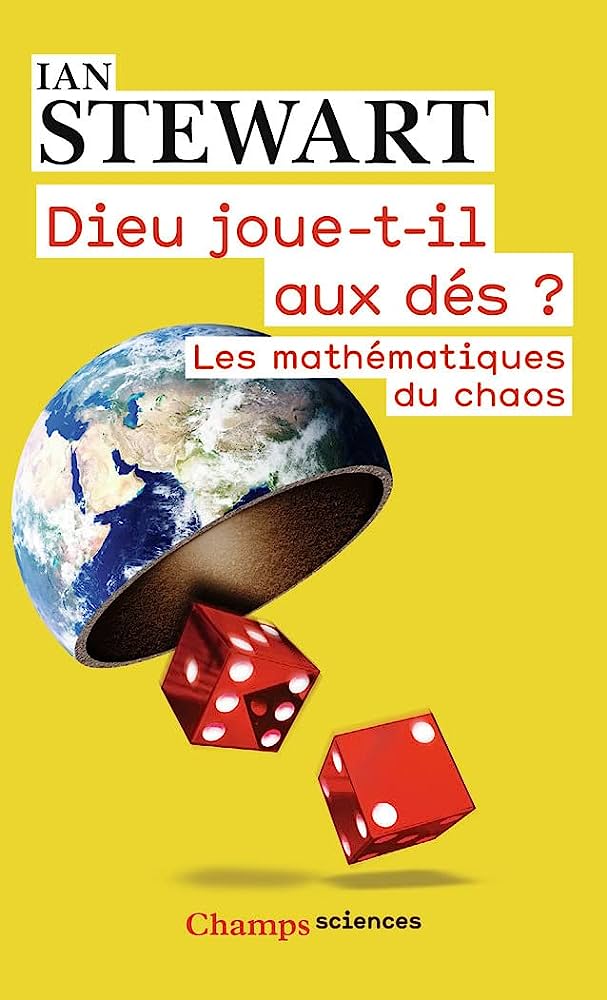 IAN
STEWART
Dieu joue-t-il
aux dés ?
Les mathématiques
du chaos
Champs sciences